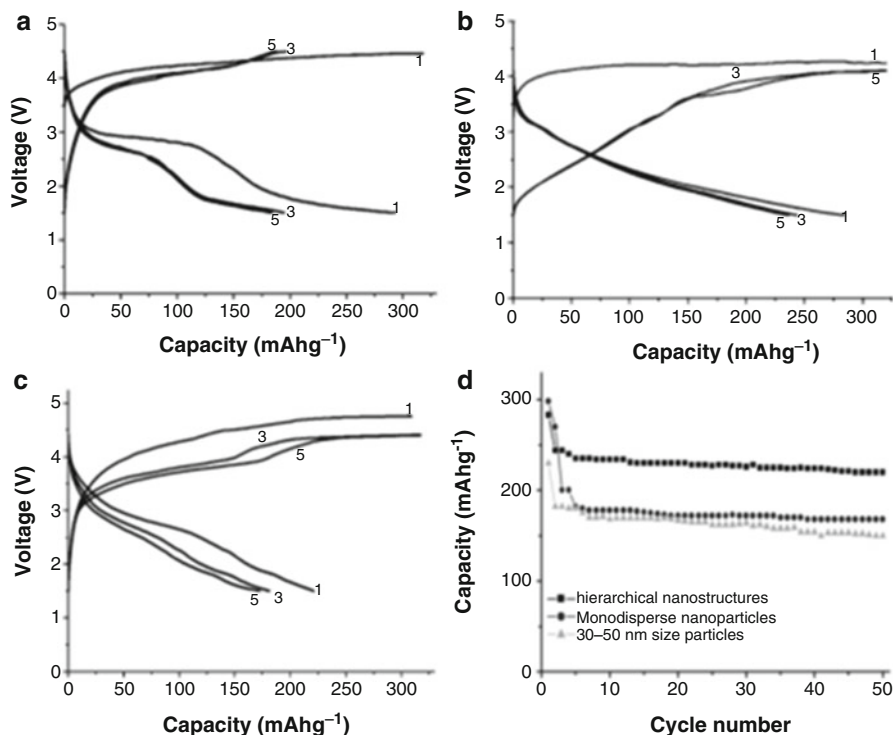 a
5
4
3
2
1
0
Voltage (V)
5
3
1
1
3
5
0 50 100 150 200 250 300
Capacity (mAhg⁻¹)
b
5
4
3
2
1
0
Voltage (V)
1
3
5
1
3
5
0 50 100 150 200 250 300
Capacity (mAhg⁻¹)
c
5
4
3
2
1
0
Voltage (V)
1
3
5
5
3
1
0 50 100 150 200 250 300
Capacity (mAhg⁻¹)
d
300
200
100
0
Capacity (mAhg⁻¹)
hierarchical nanostructures
Monodisperse nanoparticles
30–50 nm size particles
0 10 20 30 40 50
Cycle number